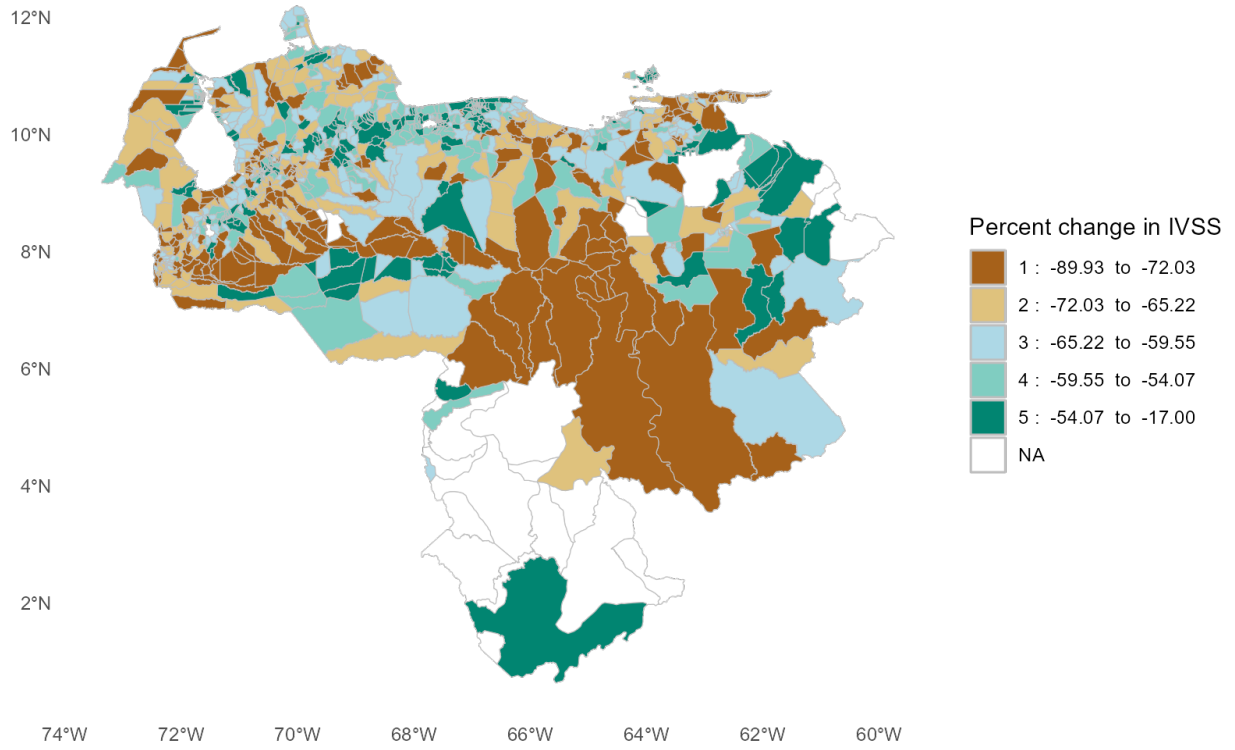 12°N
10°N
8°N
6°N
4°N
2°N
74°W 72°W 70°W 68°W 66°W 64°W 62°W 60°W
Percent change in IVSS
1 : -89.93 to -72.03
2 : -72.03 to -65.22
3 : -65.22 to -59.55
4 : -59.55 to -54.07
5 : -54.07 to -17.00
NA